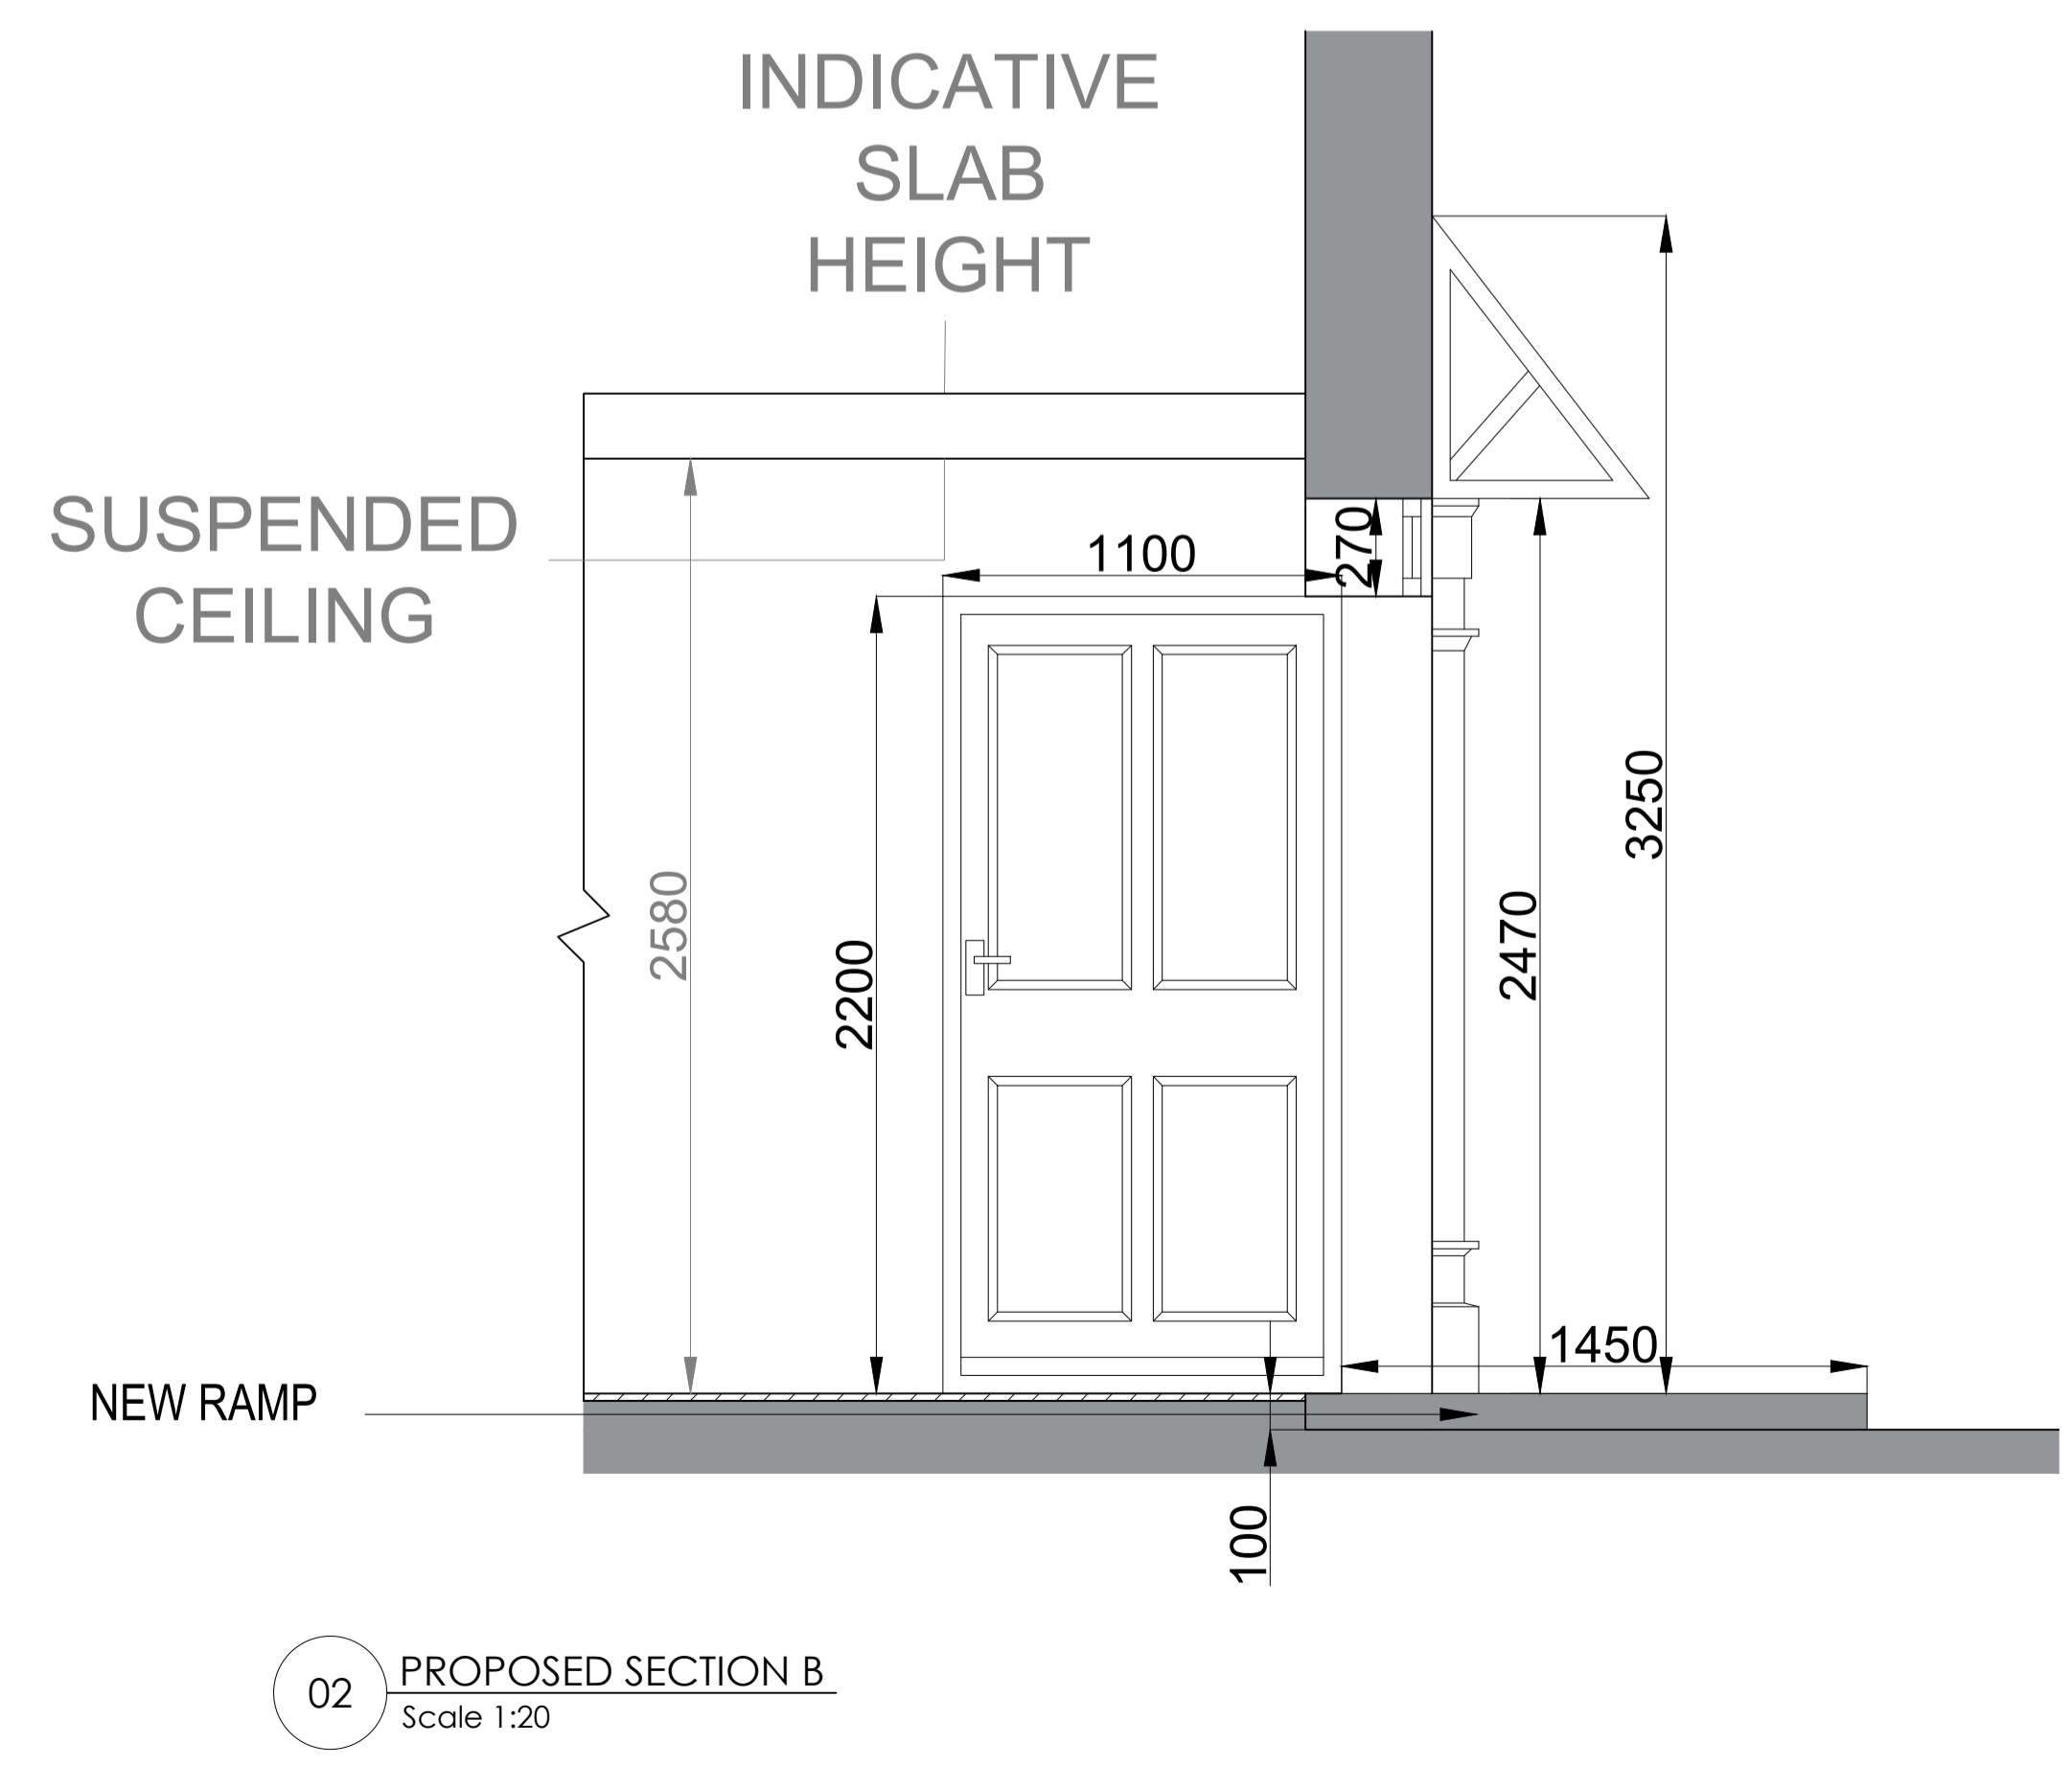 INDICATIVE
SLAB
HEIGHT
SUSPENDED
CEILING
1100
270
2580
2200
2470
3250
1450
NEW RAMP
100
02
PROPOSED SECTION B
Scale 1:20